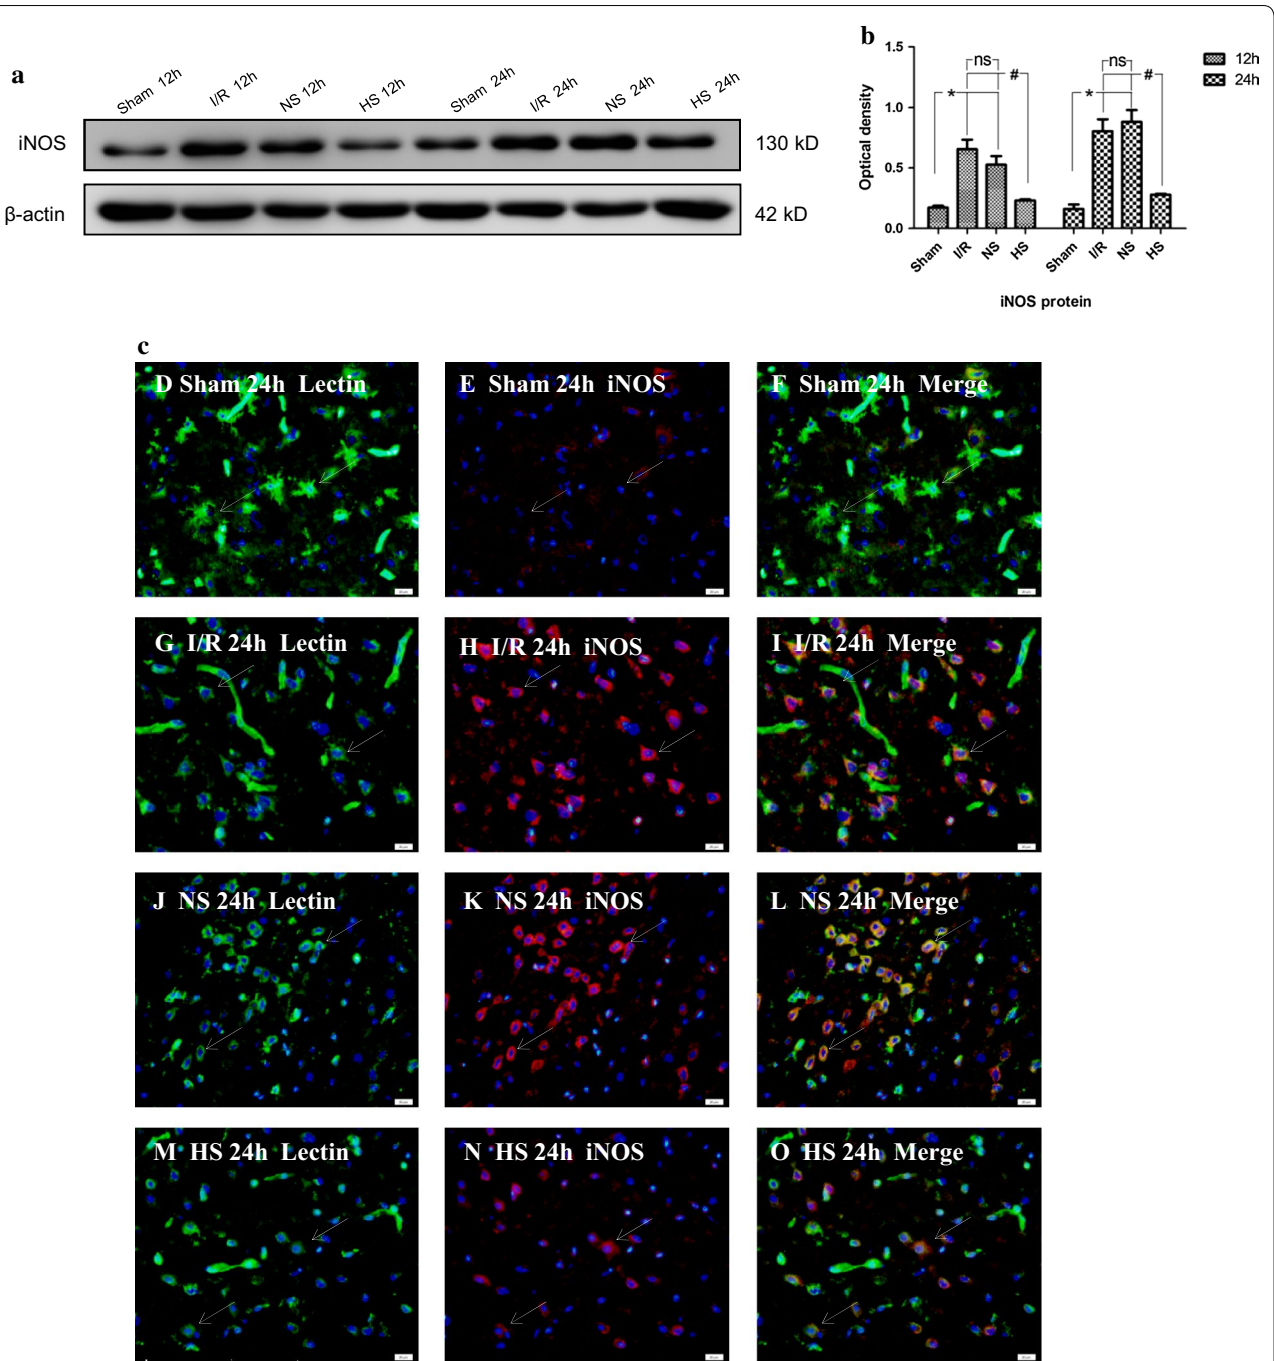 a
Sham 12h I/R 12h NS 12h HS 12h Sham 24h I/R 24h NS 24h HS 24h
iNOS 130 kD
β-actin 42 kD
b
1.5
1.0
0.5
0.0
Optical density
ns # * ns # *
12h
24h
Sham I/R NS HS Sham I/R NS HS
iNOS protein
c
D Sham 24h Lectin
E Sham 24h iNOS
F Sham 24h Merge
G I/R 24h Lectin
H I/R 24h iNOS
I I/R 24h Merge
J NS 24h Lectin
K NS 24h iNOS
L NS 24h Merge
M HS 24h Lectin
N HS 24h iNOS
O HS 24h Merge